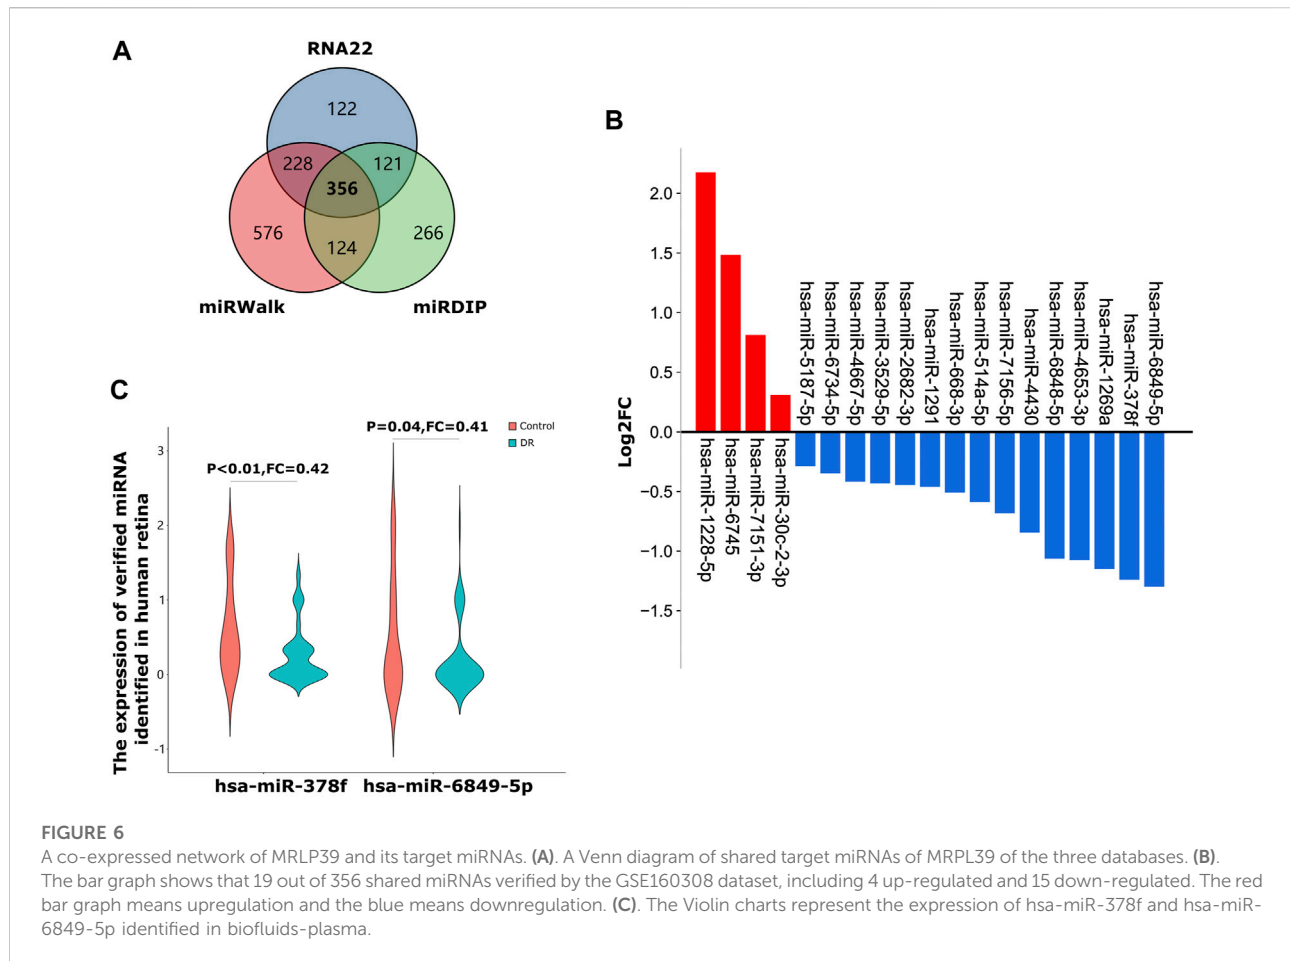 A
RNA22
122
228
121
356
576
124
266
miRWalk
miRDIP
B
Log2FC
2.0
1.5
1.0
0.5
0.0
−0.5
−1.0
−1.5
hsa-miR-1228-5p
hsa-miR-6745
hsa-miR-7151-3p
hsa-miR-30c-2-3p
hsa-miR-5187-5p
hsa-miR-6734-5p
hsa-miR-4667-5p
hsa-miR-3529-5p
hsa-miR-2682-3p
hsa-miR-1291
hsa-miR-668-3p
hsa-miR-514a-5p
hsa-miR-7156-5p
hsa-miR-4430
hsa-miR-6848-5p
hsa-miR-4653-3p
hsa-miR-1269a
hsa-miR-378f
hsa-miR-6849-5p
C
The expression of verified miRNA
identified in human retina
3
2
1
0
-1
P<0.01,FC=0.42
P=0.04,FC=0.41
Control
DR
hsa-miR-378f
hsa-miR-6849-5p
FIGURE 6
A co-expressed network of MRLP39 and its target miRNAs. (A). A Venn diagram of shared target miRNAs of MRPL39 of the three databases. (B).
The bar graph shows that 19 out of 356 shared miRNAs verified by the GSE160308 dataset, including 4 up-regulated and 15 down-regulated. The red
bar graph means upregulation and the blue means downregulation. (C). The Violin charts represent the expression of hsa-miR-378f and hsa-miR-
6849-5p identified in biofluids-plasma.